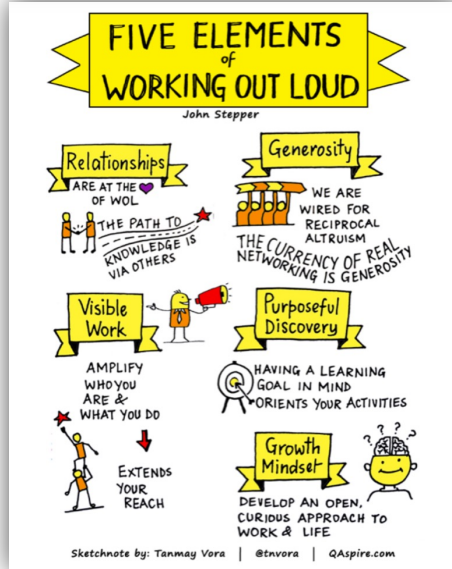 FIVE ELEMENTS
of
WORKING OUT LOUD
John Stepper
Relationships
ARE AT THE
OF WOL
THE PATH TO
KNOWLEDGE IS
VIA OTHERS
Generosity
WE ARE
WIRED FOR
RECIPROCAL
ALTRUISM
THE CURRENCY OF REAL
NETWORKING IS GENEROSITY
Visible
Work
AMPLIFY
WHO YOU
ARE &
WHAT YOU DO
EXTENDS
YOUR
REACH
Purposeful
Discovery
HAVING A LEARNING
GOAL IN MIND
ORIENTS YOUR ACTIVITIES
Growth
Mindset
? ? ? ?
DEVELOP AN OPEN,
CURIOUS APPROACH TO
WORK & LIFE
Sketchnote by: Tanmay Vora | @tnvora | QAspire.com